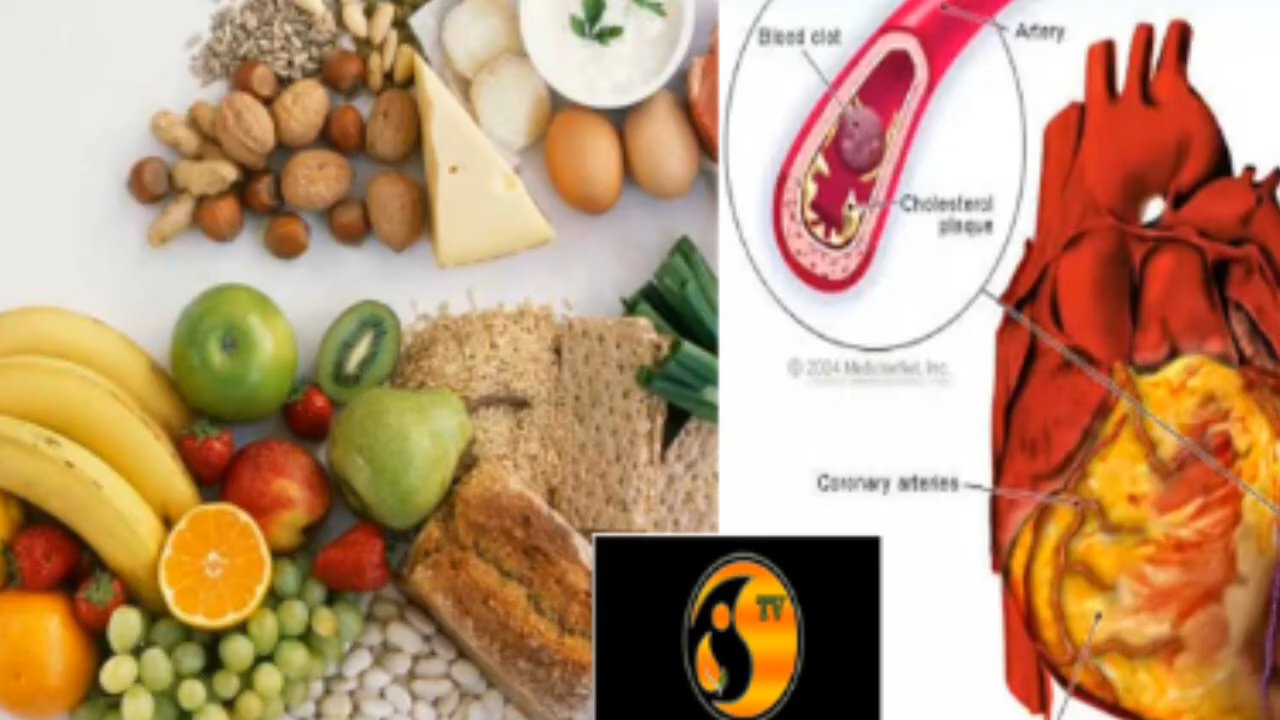 Blood clot
Artery
Cholesterol
plaque
© 2004 MedicineNet, Inc.
Coronary arteries
TV